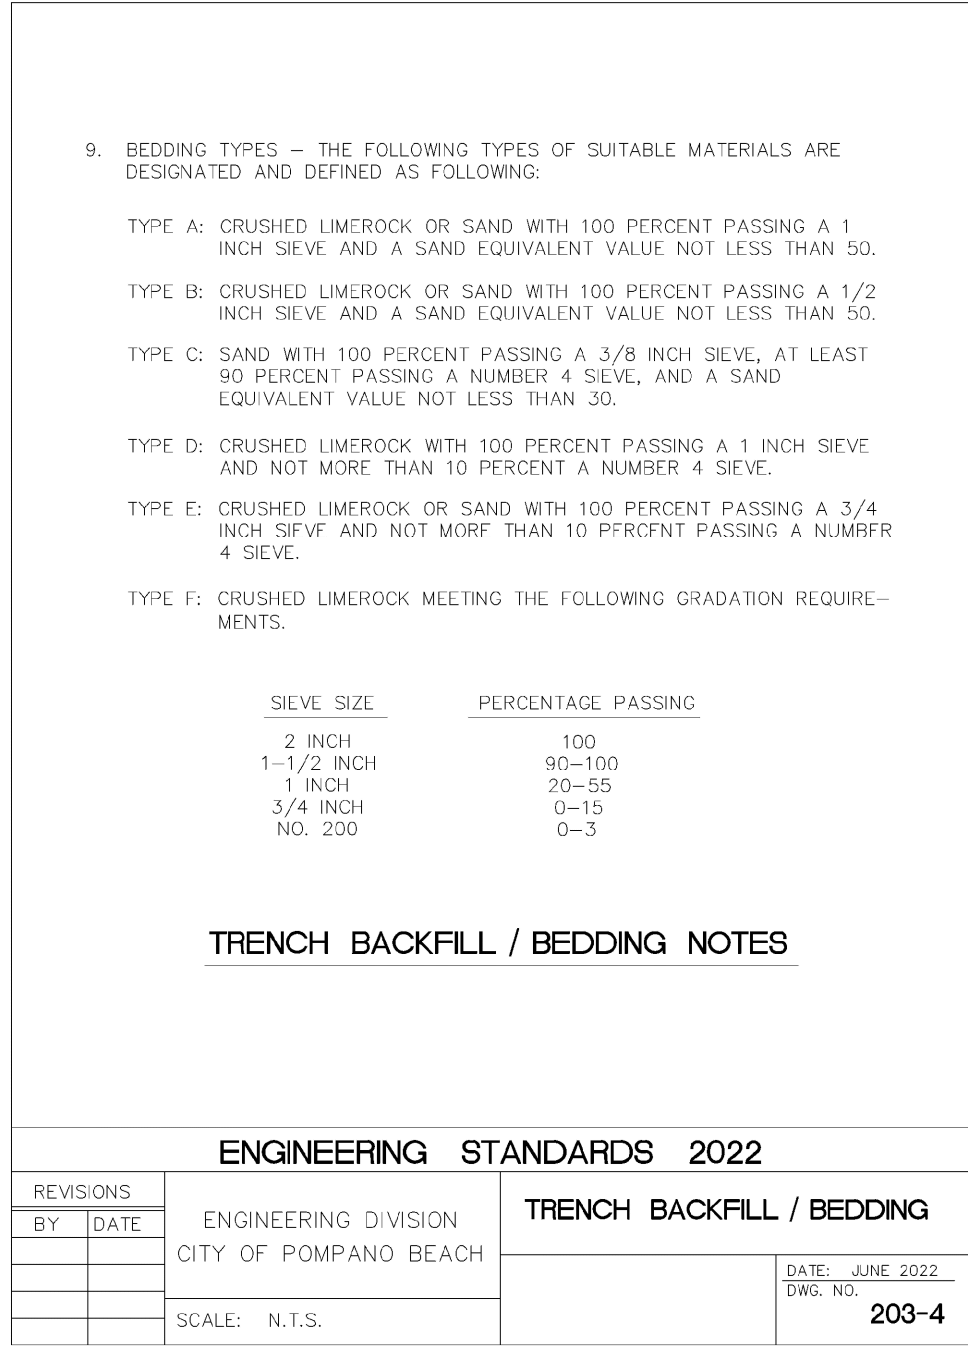 9. BEDDING TYPES – THE FOLLOWING TYPES OF SUITABLE MATERIALS ARE
DESIGNATED AND DEFINED AS FOLLOWING:
TYPE A: CRUSHED LIMEROCK OR SAND WITH 100 PERCENT PASSING A 1
INCH SIEVE AND A SAND EQUIVALENT VALUE NOT LESS THAN 50.
TYPE B: CRUSHED LIMEROCK OR SAND WITH 100 PERCENT PASSING A 1/2
INCH SIEVE AND A SAND EQUIVALENT VALUE NOT LESS THAN 50.
TYPE C: SAND WITH 100 PERCENT PASSING A 3/8 INCH SIEVE, AT LEAST
90 PERCENT PASSING A NUMBER 4 SIEVE, AND A SAND
EQUIVALENT VALUE NOT LESS THAN 30.
TYPE D: CRUSHED LIMEROCK WITH 100 PERCENT PASSING A 1 INCH SIEVE
AND NOT MORE THAN 10 PERCENT A NUMBER 4 SIEVE.
TYPE E: CRUSHED LIMEROCK OR SAND WITH 100 PERCENT PASSING A 3/4
INCH SIEVE AND NOT MORE THAN 10 PERCENT PASSING A NUMBER
4 SIEVE.
TYPE F: CRUSHED LIMEROCK MEETING THE FOLLOWING GRADATION REQUIRE–
MENTS.
SIEVE SIZE PERCENTAGE PASSING
2 INCH 100
1–1/2 INCH 90–100
1 INCH 20–55
3/4 INCH 0–15
NO. 200 0–3
TRENCH BACKFILL / BEDDING NOTES
ENGINEERING STANDARDS 2022
REVISIONS
BY DATE
ENGINEERING DIVISION
CITY OF POMPANO BEACH
SCALE: N.T.S.
TRENCH BACKFILL / BEDDING
DATE: JUNE 2022
DWG. NO.
203-4